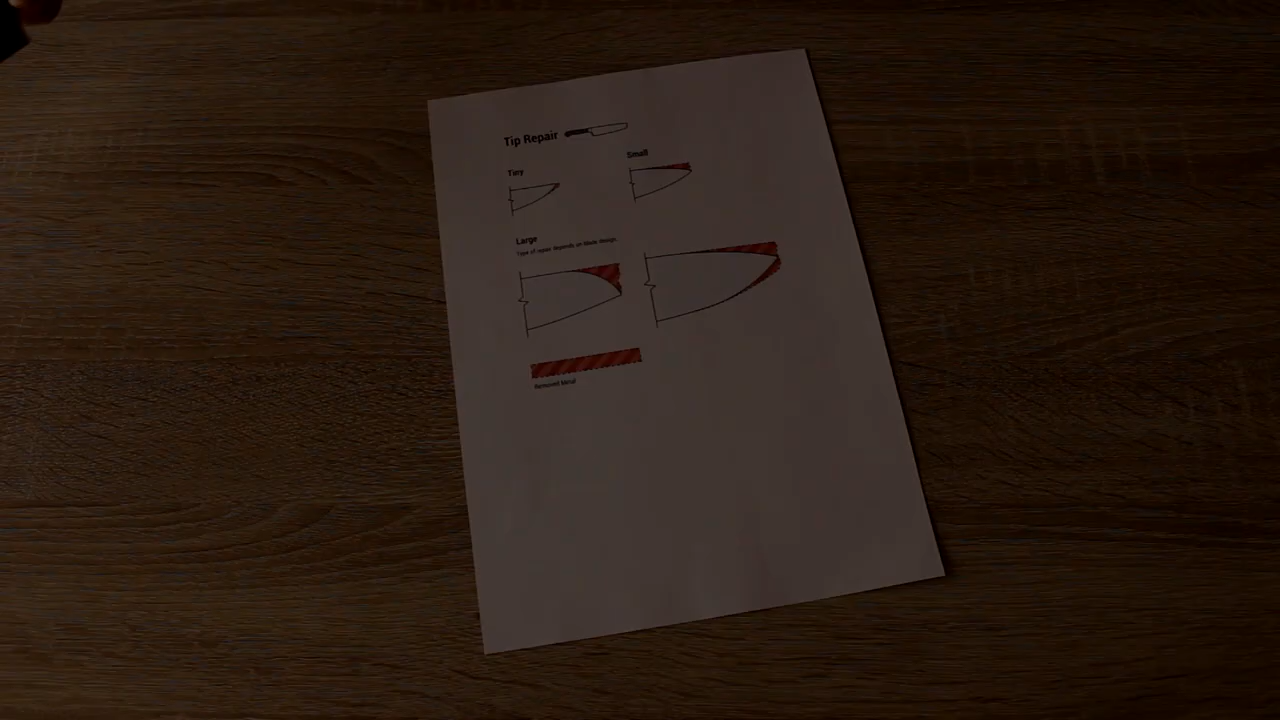 Tip Repair
Tiny
Small
Large
Type of repair depends on blade design.
Removed Metal